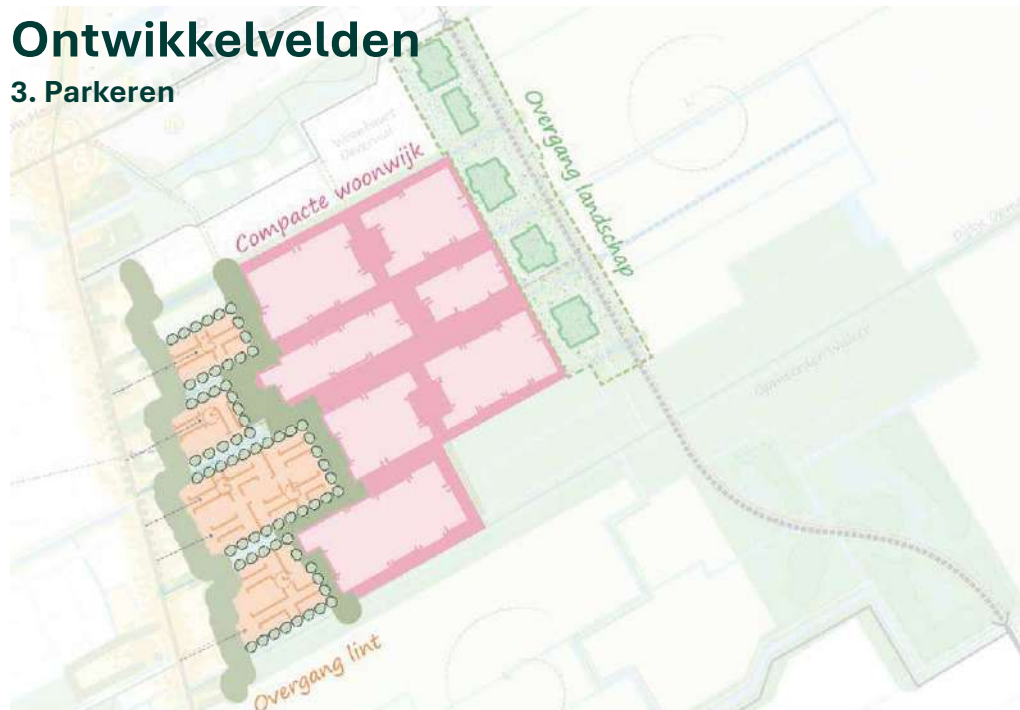 Ontwikkelvelden
3. Parkeren
Compacte woonwijk
Overgang landschap
Overgang lint